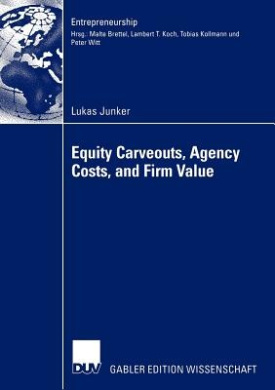 Entrepreneurship
Hrsg.: Malte Brettel, Lambert T. Koch, Tobias Kollmann und
Peter Witt
Lukas Junker
Equity Carveouts, Agency
Costs, and Firm Value
DUV
GABLER EDITION WISSENSCHAFT